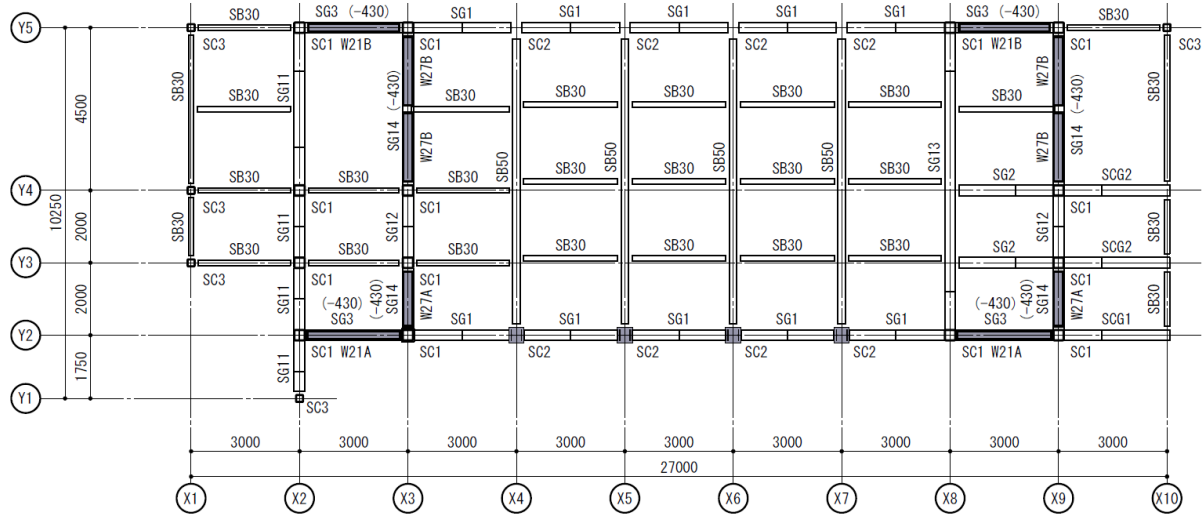 SB30 SG3 (-430) SG1 SG1 SG1 SG1 SG1 SG3 (-430) SB30
Y5
SC3 SC1 W21B SC1 SC2 SC2 SC2 SC2 SC1 W21B SC1 SC3
SB30 SG11 W27B W27B SB30
4500
SB30 SB30 SB30 SB30 SB30 SB30 SB30
SG14 (-430) SG14 (-430)
W27B SB50 SB50 SB50 SB50 SG13 W27B
SB30 SB30 SB30 SB30 SB30 SB30 SB30 SG2 SCG2
Y4
10250
SC3 SC1 SC1 SC1
2000
SB30 SG11 SG12 SG12 SB30
SB30 SB30 SB30 SB30 SB30 SB30 SB30 SG2 SCG2
Y3
SC3 SC1 SC1 SC1
2000
SG11 (-430) (-430) SG14 W27A (-430) (-430) SG14 W27A SB30
SG3 SG1 SG1 SG1 SG1 SG1 SG3 SCG1
Y2
SC1 W21A SC1 SC2 SC2 SC2 SC2 SC1 W21A SC1
1750
SG11
Y1
SC3
3000 3000 3000 3000 3000 3000 3000 3000 3000
27000
X1 X2 X3 X4 X5 X6 X7 X8 X9 X10